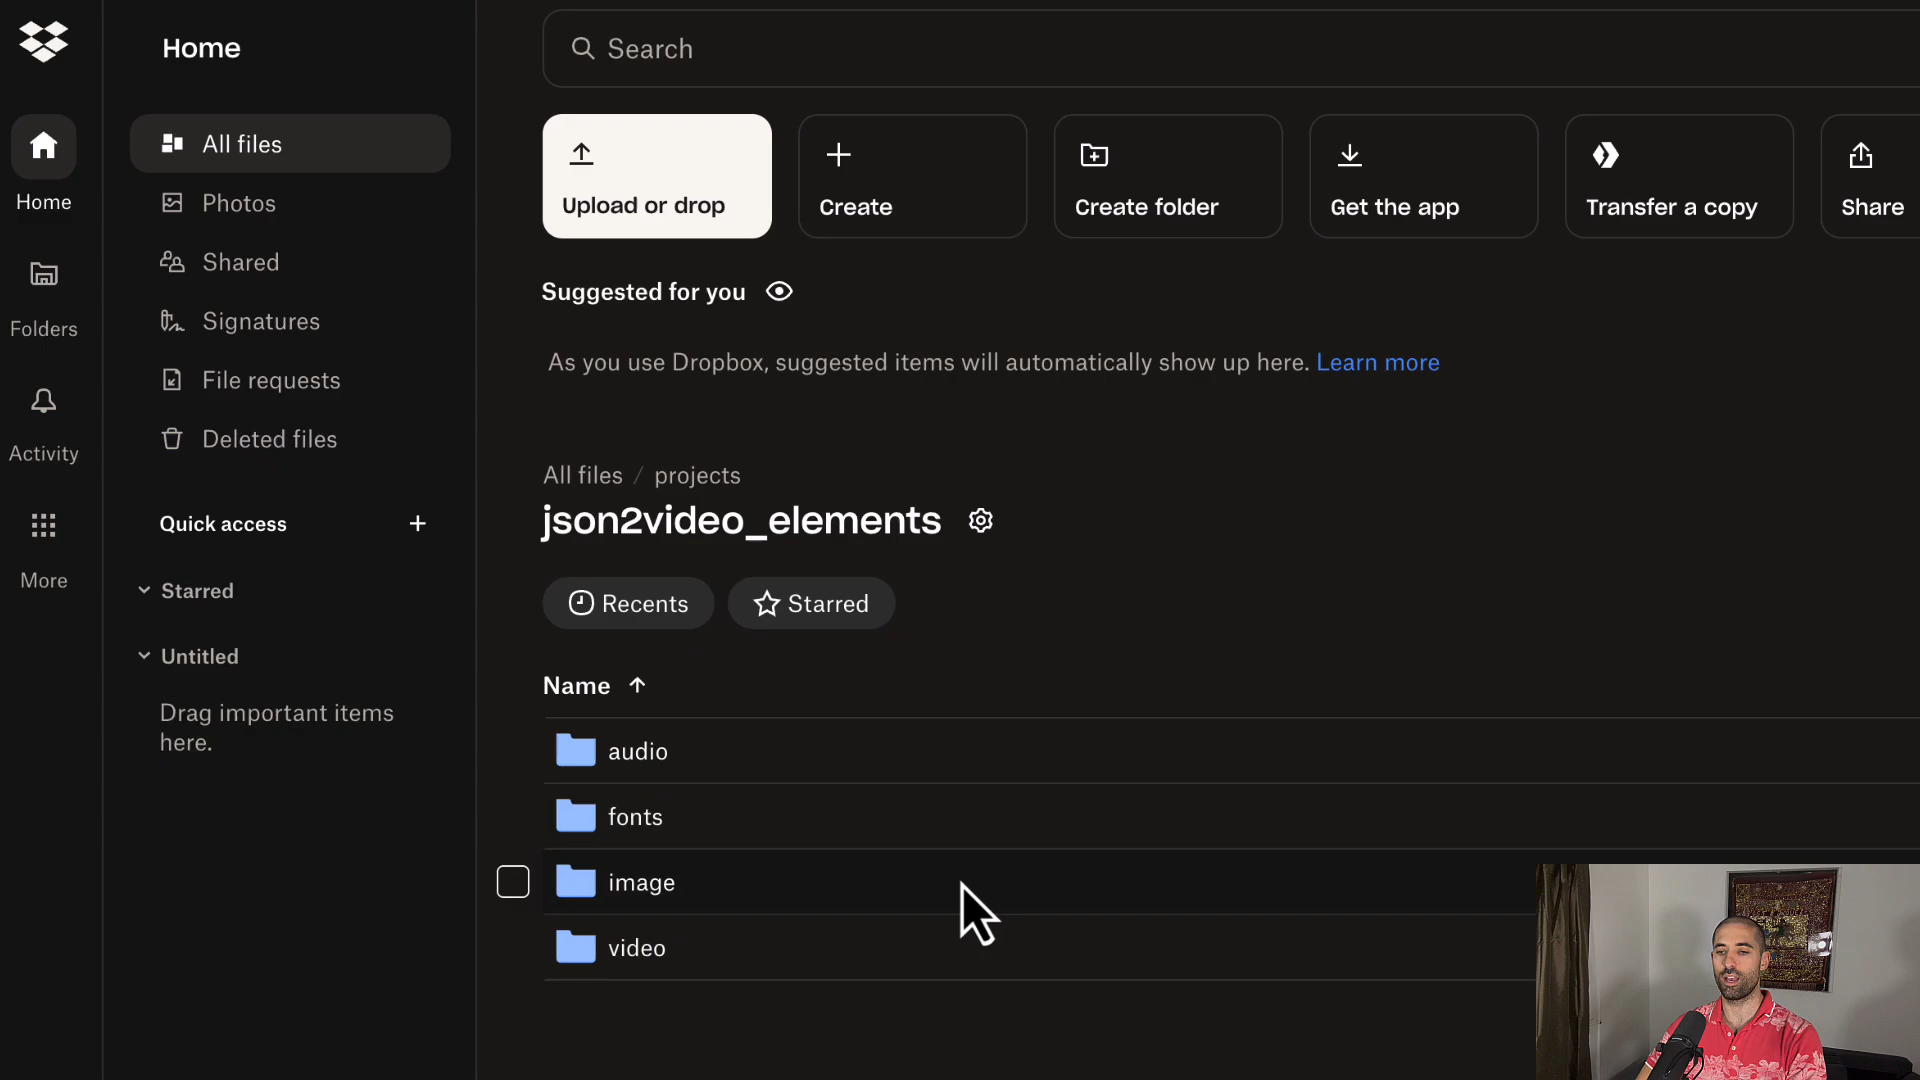 Home
Search
Home
Folders
Activity
More
All files
Photos
Shared
Signatures
File requests
Deleted files
Quick access
Starred
Untitled
Drag important items
here.
Upload or drop
Create
Create folder
Get the app
Transfer a copy
Share
Suggested for you
As you use Dropbox, suggested items will automatically show up here. Learn more
All files / projects
json2video_elements
Recents
Starred
Name
audio
fonts
image
video